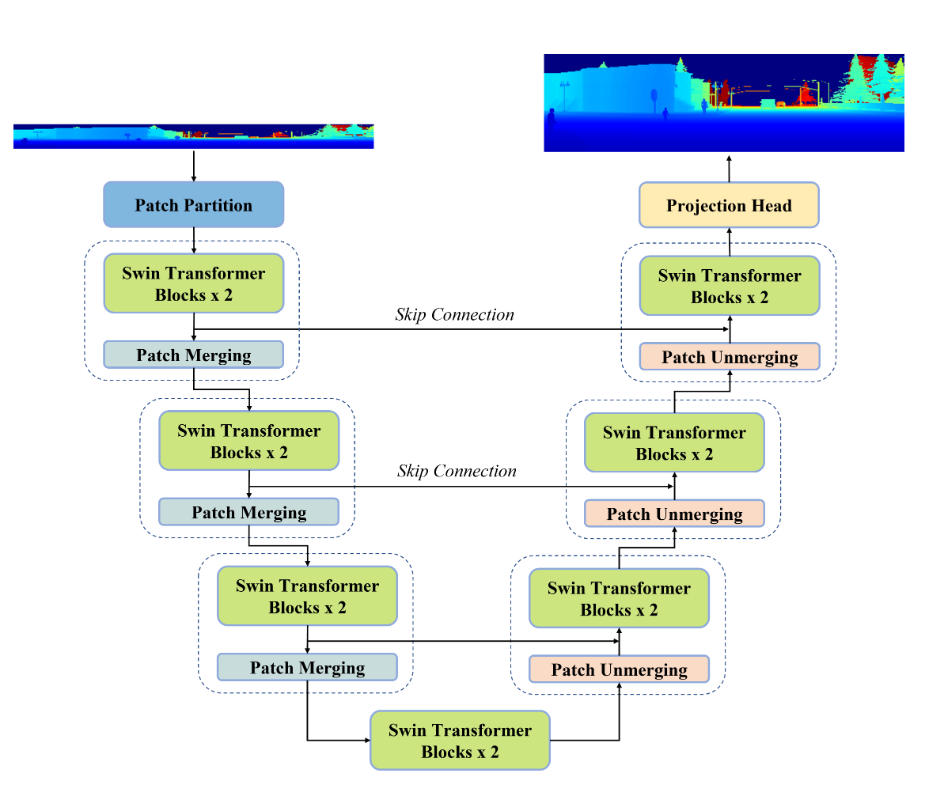 Patch Partition
Projection Head
Swin Transformer
Blocks x 2
Swin Transformer
Blocks x 2
Skip Connection
Patch Merging
Patch Unmerging
Swin Transformer
Blocks x 2
Swin Transformer
Blocks x 2
Skip Connection
Patch Merging
Patch Unmerging
Swin Transformer
Blocks x 2
Swin Transformer
Blocks x 2
Patch Merging
Patch Unmerging
Swin Transformer
Blocks x 2